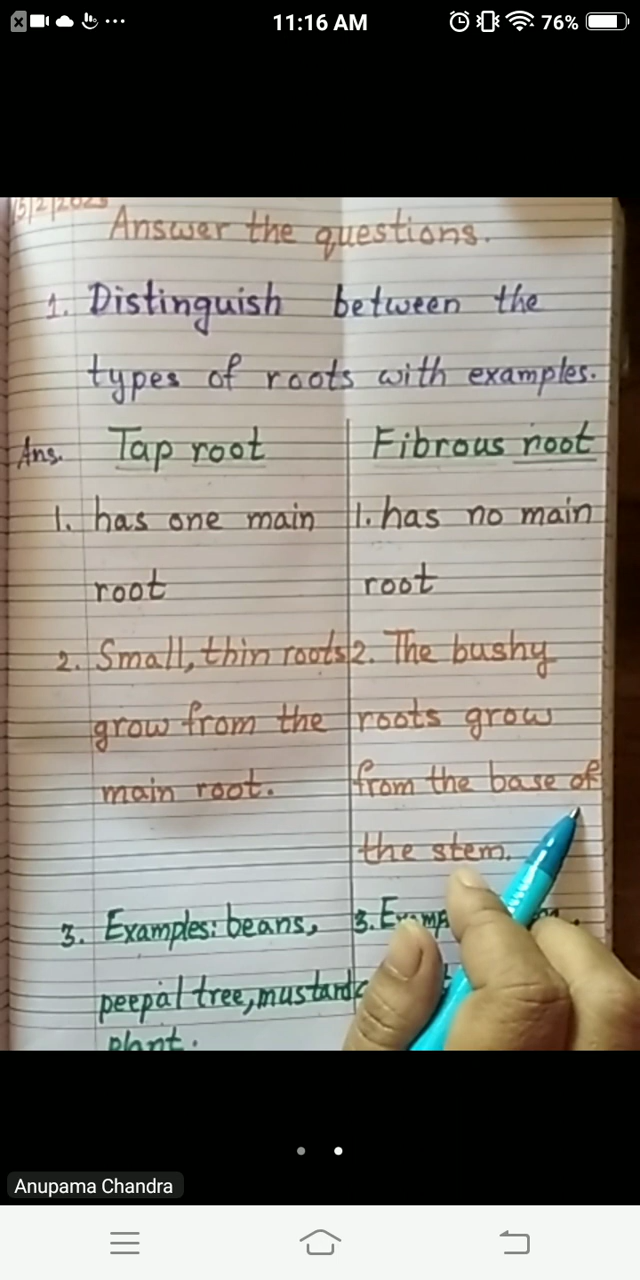 11:16 AM
76%
Answer the questions.
1. Distinguish between the
types of roots with examples.
Ans. Tap root Fibrous root
1. has one main 1. has no main
root root
2. Small, thin roots 2. The bushy
grow from the roots grow
main root. from the base of
the stem.
3. Examples: beans, 3.
peepal tree, mustard
plant.
Anupama Chandra